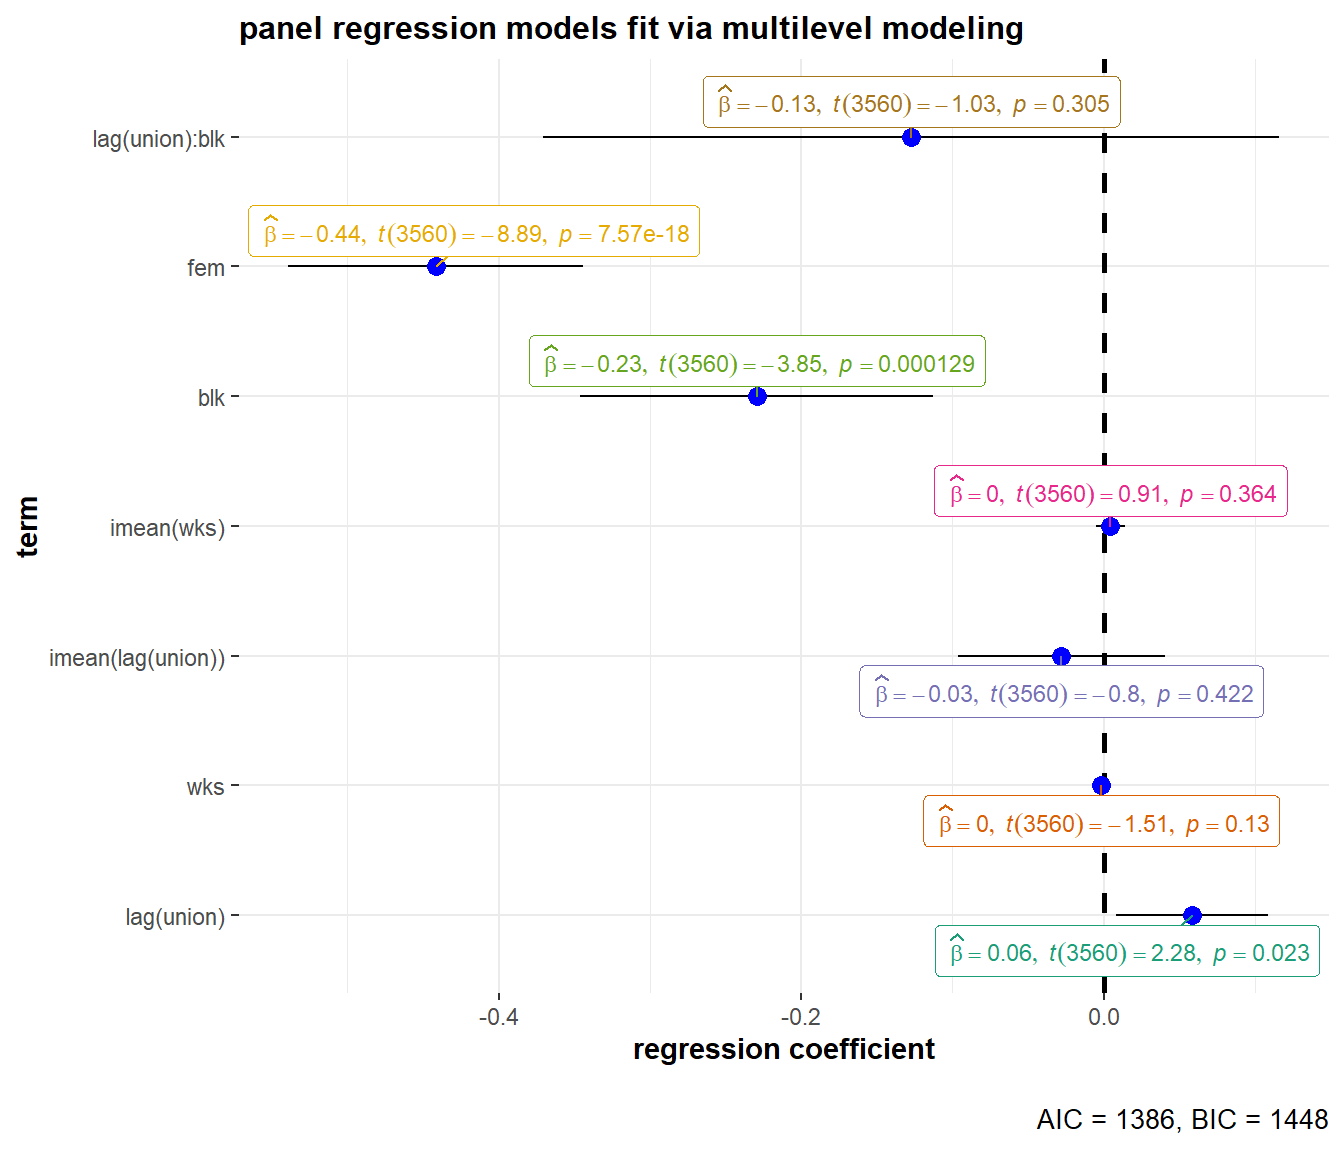 panel regression models fit via multilevel modeling
β̂ = −0.13, t(3560) = −1.03, p = 0.305
lag(union):blk
β̂ = −0.44, t(3560) = −8.89, p = 7.57e-18
fem
β̂ = −0.23, t(3560) = −3.85, p = 0.000129
blk
β̂ = 0, t(3560) = 0.91, p = 0.364
imean(wks)
term
imean(lag(union))
β̂ = −0.03, t(3560) = −0.8, p = 0.422
wks
β̂ = 0, t(3560) = −1.51, p = 0.13
lag(union)
β̂ = 0.06, t(3560) = 2.28, p = 0.023
-0.4 -0.2 0.0
regression coefficient
AIC = 1386, BIC = 1448